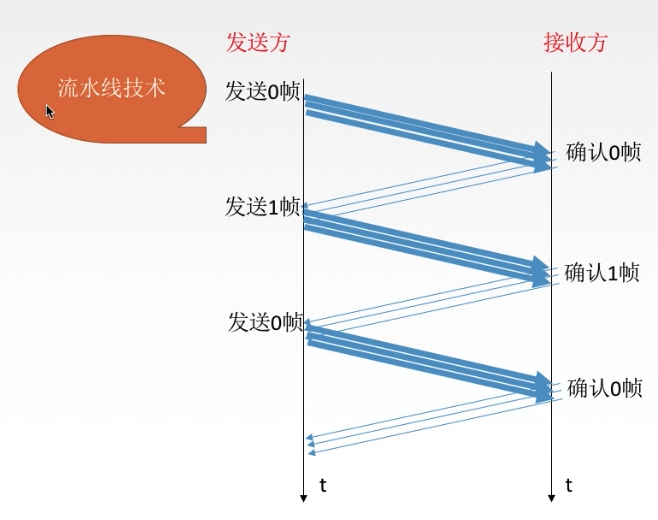 发送方
接收方
流水线技术
发送0帧
确认0帧
发送1帧
确认1帧
发送0帧
确认0帧
t
t